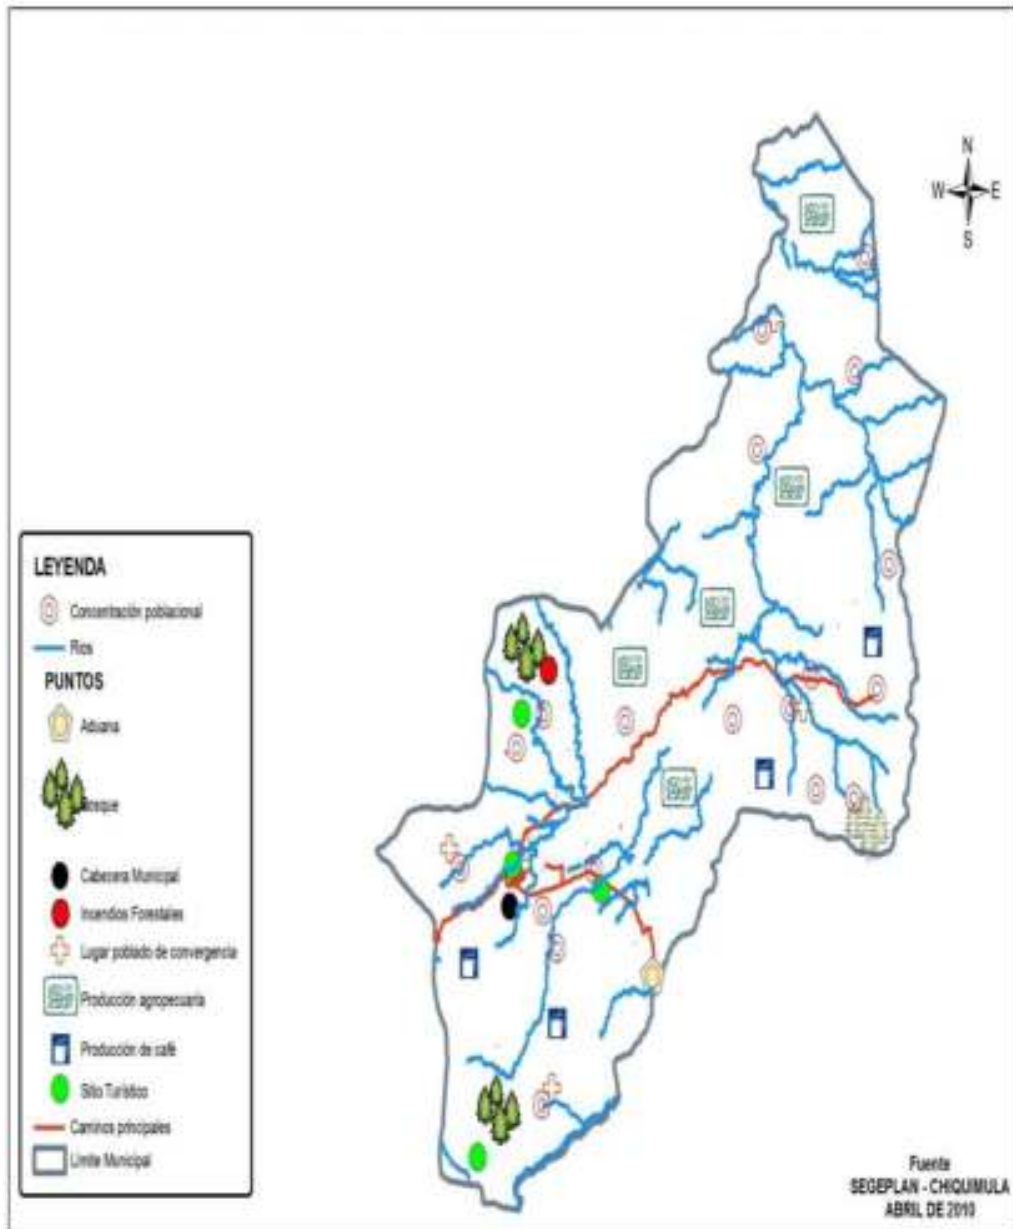 N
W E
S
LEYENDA
Concentración poblacional
Ríos
PUNTOS
Aduana
Bosque
Cabecera Municipal
Incendios Forestales
Lugar poblado de convergencia
Producción agropecuaria
Producción de café
Sitio Turístico
Caminos principales
Límite Municipal
Fuente
SEGEPLAN - CHIQUIMULA
ABRIL DE 2010